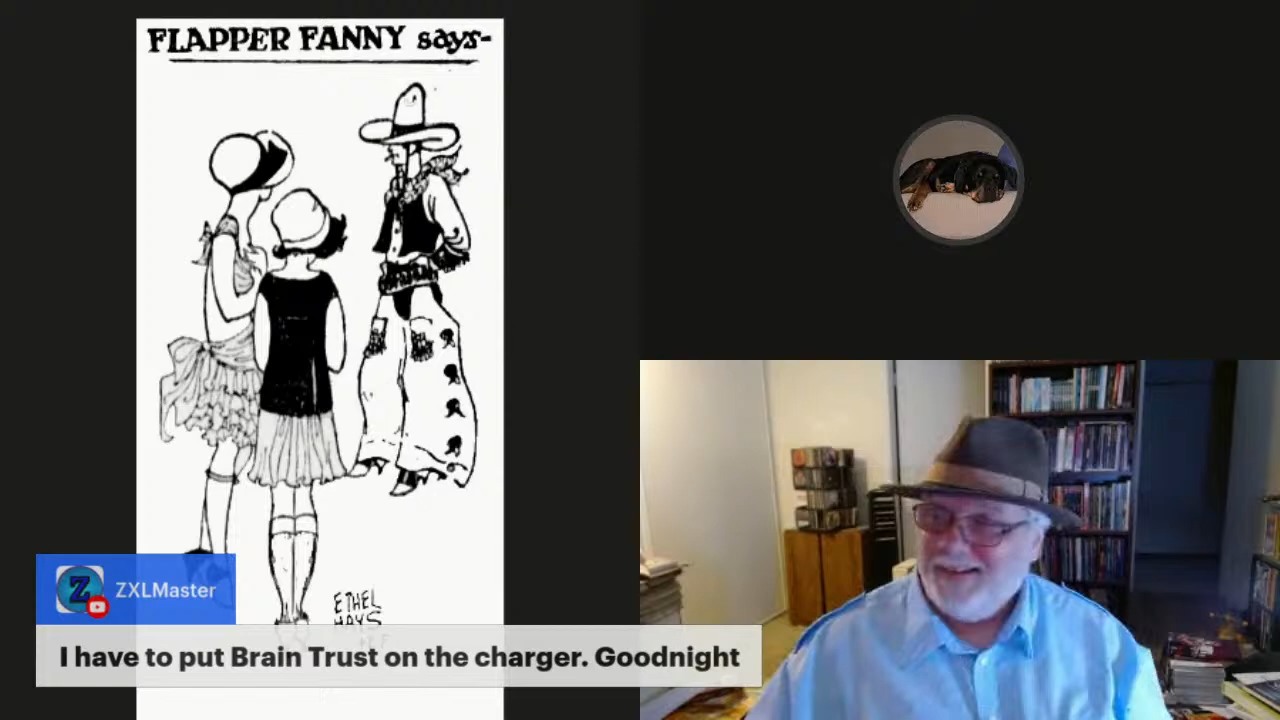 FLAPPER FANNY says-
ETHEL
HAYS
ZXLMaster
I have to put Brain Trust on the charger. Goodnight